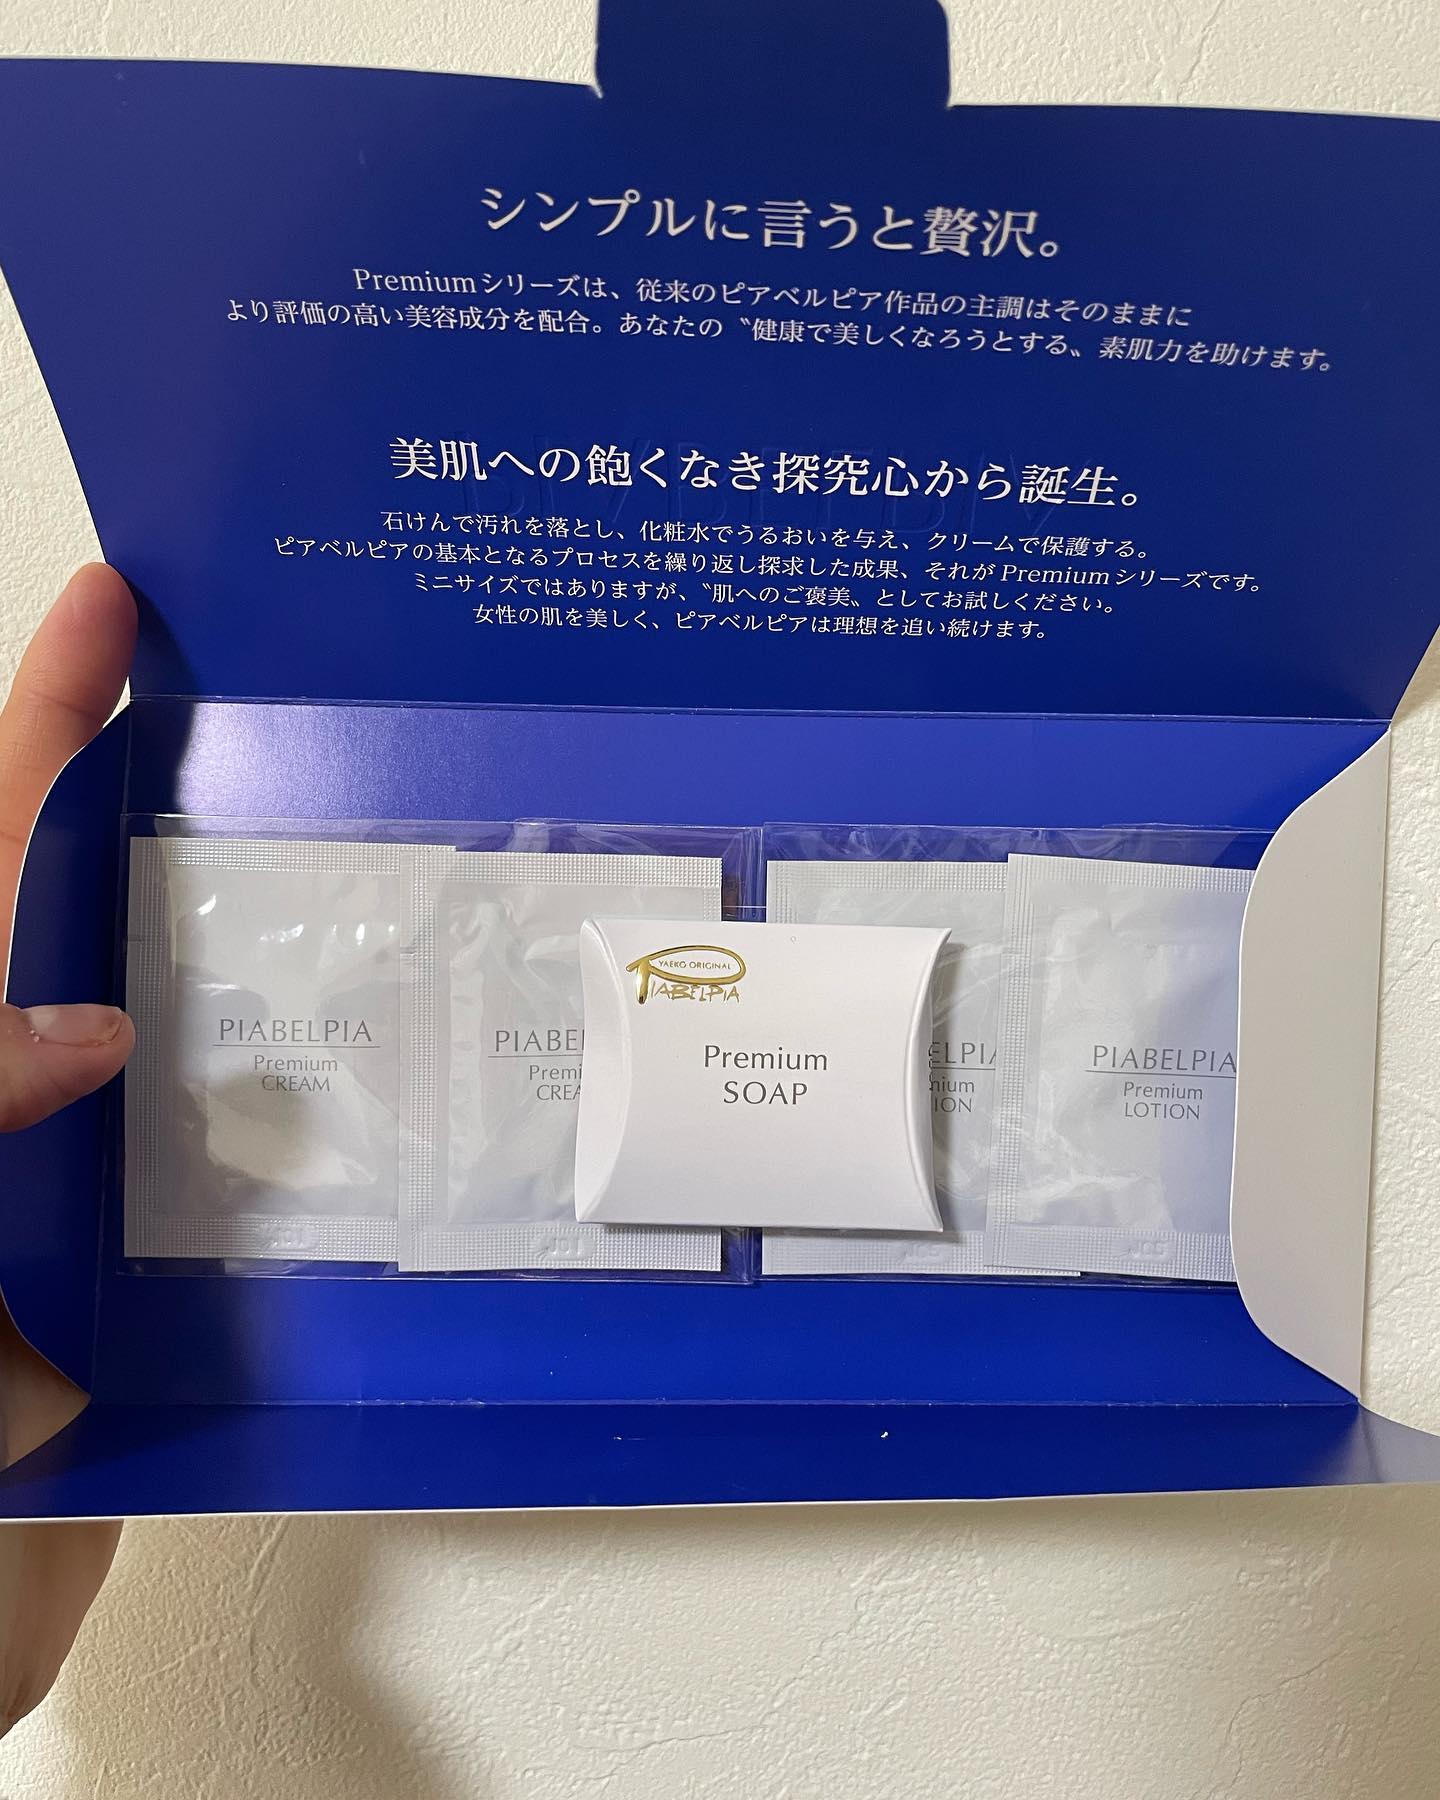 シンプルに言うと贅沢。
Premiumシリーズは、従来のピアベルピア作品の主調はそのままに
より評価の高い美容成分を配合。あなたの〝健康で美しくなろうとする〟素肌力を助けます。
美肌への飽くなき探究心から誕生。
石けんで汚れを落とし、化粧水でうるおいを与え、クリームで保護する。
ピアベルピアの基本となるプロセスを繰り返し探求した成果、それが Premium シリーズです。
ミニサイズではありますが、〝肌へのご褒美〟としてお試しください。
女性の肌を美しく、ピアベルピアは理想を追い続けます。
PIABELPIA
Premium
CREAM
PIABE
Premi
CREA
YAEKO ORIGINAL
PIABELPIA
Premium
SOAP
ELPIA
mium
ION
PIABELPIA
Premium
LOTION